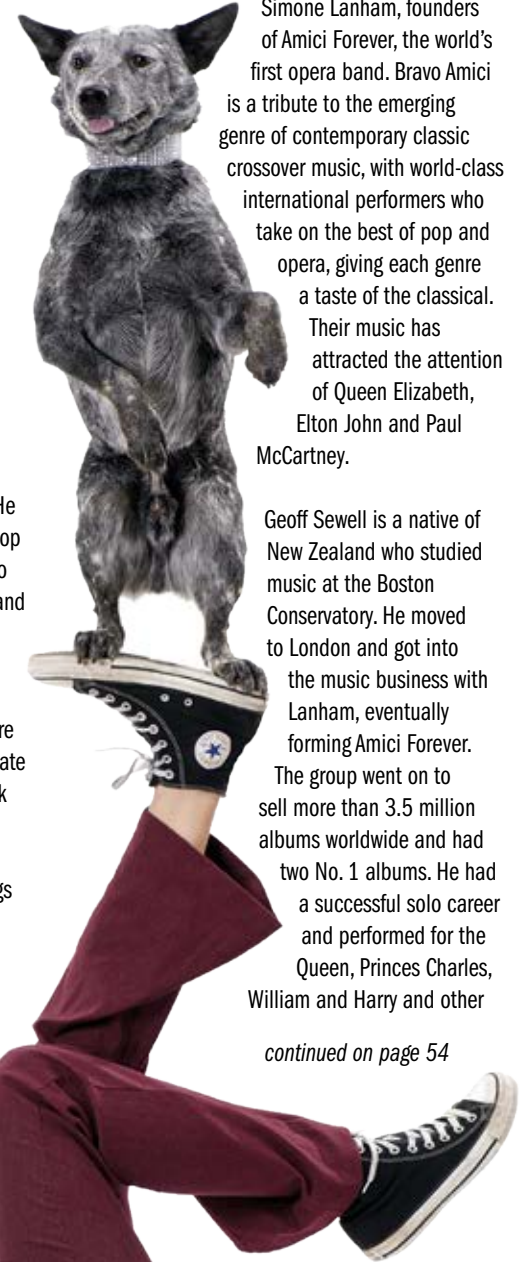 Simone Lanham, founders
of Amici Forever, the world's
first opera band. Bravo Amici
is a tribute to the emerging
genre of contemporary classic
crossover music, with world-class
international performers who
take on the best of pop and
opera, giving each genre
a taste of the classical.
Their music has
attracted the attention
of Queen Elizabeth,
Elton John and Paul
McCartney.
Geoff Sewell is a native of
New Zealand who studied
music at the Boston
Conservatory. He moved
to London and got into
the music business with
Lanham, eventually
forming Amici Forever.
The group went on to
sell more than 3.5 million
albums worldwide and had
two No. 1 albums. He had
a successful solo career
and performed for the
Queen, Princes Charles,
William and Harry and other
continued on page 54